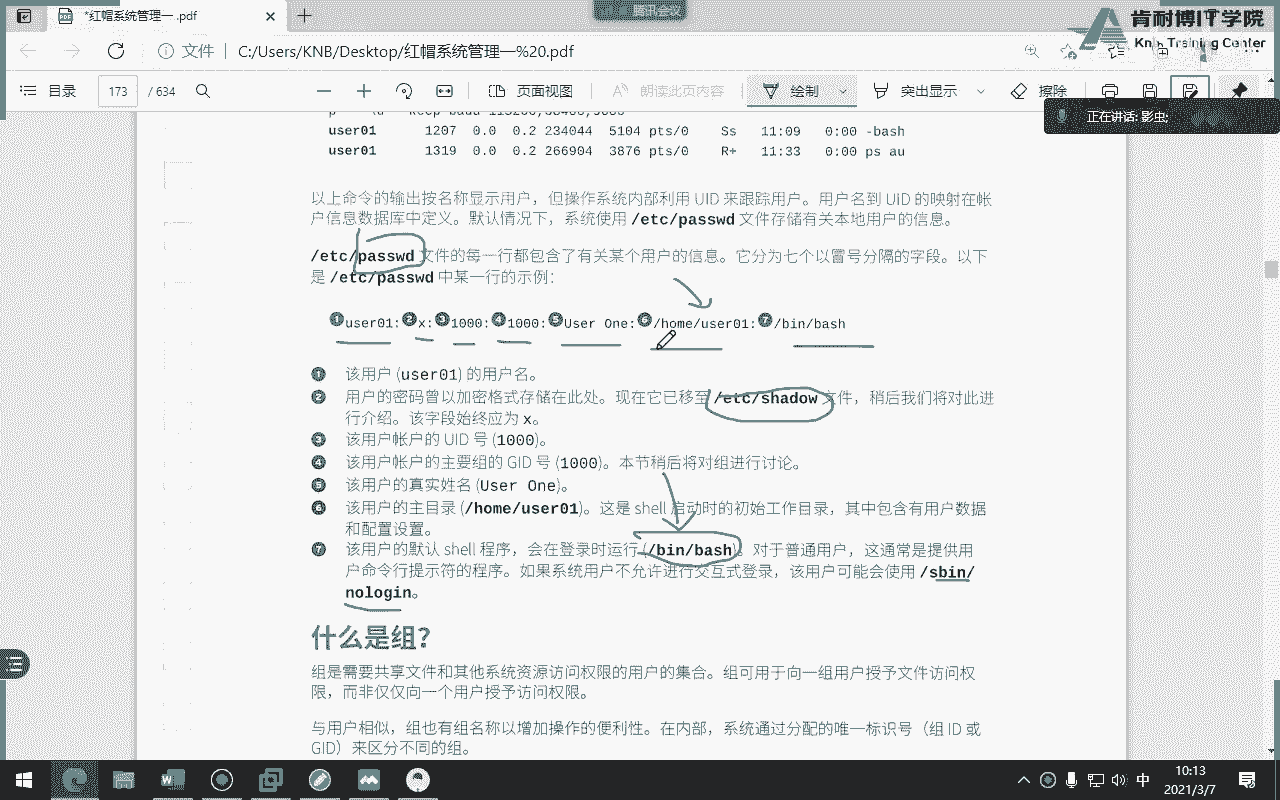 *红帽系统管理一 .pdf
腾讯会议
肯耐博IT学院
KnB Training Center
文件
C:/Users/KNB/Desktop/红帽系统管理一%20.pdf
目录
173
/ 634
页面视图
朗读此页内容
绘制
突出显示
擦除
正在讲话: 影虫;
user01 1207 0.0 0.2 234044 5104 pts/0 Ss 11:09 0:00 -bash
user01 1319 0.0 0.2 266904 3876 pts/0 R+ 11:33 0:00 ps au
以上命令的输出按名称显示用户，但操作系统内部利用 UID 来跟踪用户。用户名到 UID 的映射在帐
户信息数据库中定义。默认情况下，系统使用 /etc/passwd 文件存储有关本地用户的信息。
/etc/passwd 文件的每一行都包含了有关某个用户的信息。它分为七个以冒号分隔的字段。以下
是 /etc/passwd 中某一行的示例：
❶user01:❷x:❸1000:❹1000:❺User One:❻/home/user01:❼/bin/bash
❶ 该用户 (user01) 的用户名。
❷ 用户的密码曾以加密格式存储在此处。现在它已移至 /etc/shadow 文件，稍后我们将对此进
行介绍。该字段始终应为 x。
❸ 该用户帐户的 UID 号 (1000)。
❹ 该用户帐户的主要组的 GID 号 (1000)。本节稍后将对组进行讨论。
❺ 该用户的真实姓名 (User One)。
❻ 该用户的主目录 (/home/user01)。这是 shell 启动时的初始工作目录，其中包含有用户数据
和配置设置。
❼ 该用户的默认 shell 程序，会在登录时运行 (/bin/bash)。对于普通用户，这通常是提供用
户命令行提示符的程序。如果系统用户不允许进行交互式登录，该用户可能会使用 /sbin/
nologin。
什么是组？
组是需要共享文件和其他系统资源访问权限的用户的集合。组可用于向一组用户授予文件访问权
限，而非仅仅向一个用户授予访问权限。
与用户相似，组也有组名称以增加操作的便利性。在内部，系统通过分配的唯一标识号（组 ID 或
GID）来区分不同的组。
中
10:13
2021/3/7